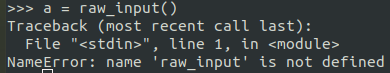 >>> a = raw_input()
Traceback (most recent call last):
  File "<stdin>", line 1, in <module>
NameError: name 'raw_input' is not defined